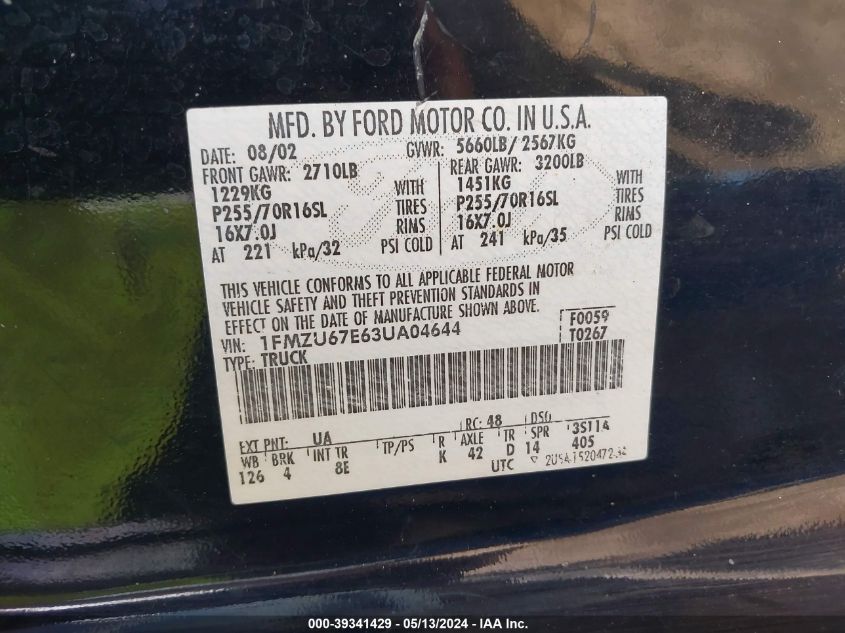 MFD. BY FORD MOTOR CO. IN U.S.A.
DATE: 08/02 GVWR: 5660LB/ 2567KG
FRONT GAWR: 2710LB REAR GAWR: 3200LB
1229KG WITH 1451KG WITH
P255/70R16SL TIRES P255/70R16SL TIRES
16X7.0J RIMS 16X7.0J RIMS
AT 221 kPa/32 PSI COLD AT 241 kPa/35 PSI COLD
THIS VEHICLE CONFORMS TO ALL APPLICABLE FEDERAL MOTOR
VEHICLE SAFETY AND THEFT PREVENTION STANDARDS IN
EFFECT ON THE DATE OF MANUFACTURE SHOWN ABOVE.
VIN: 1FMZU67E63UA04644 F0059
TYPE: TRUCK T0267
EXT PNT: UA RC: 48 DSO
WB BRK INT TR TP/PS R AXLE TR SPR 3S11A
126 4 8E K 42 D 14 405
UTC
000-39341429 - 05/13/2024 - IAAI Inc.